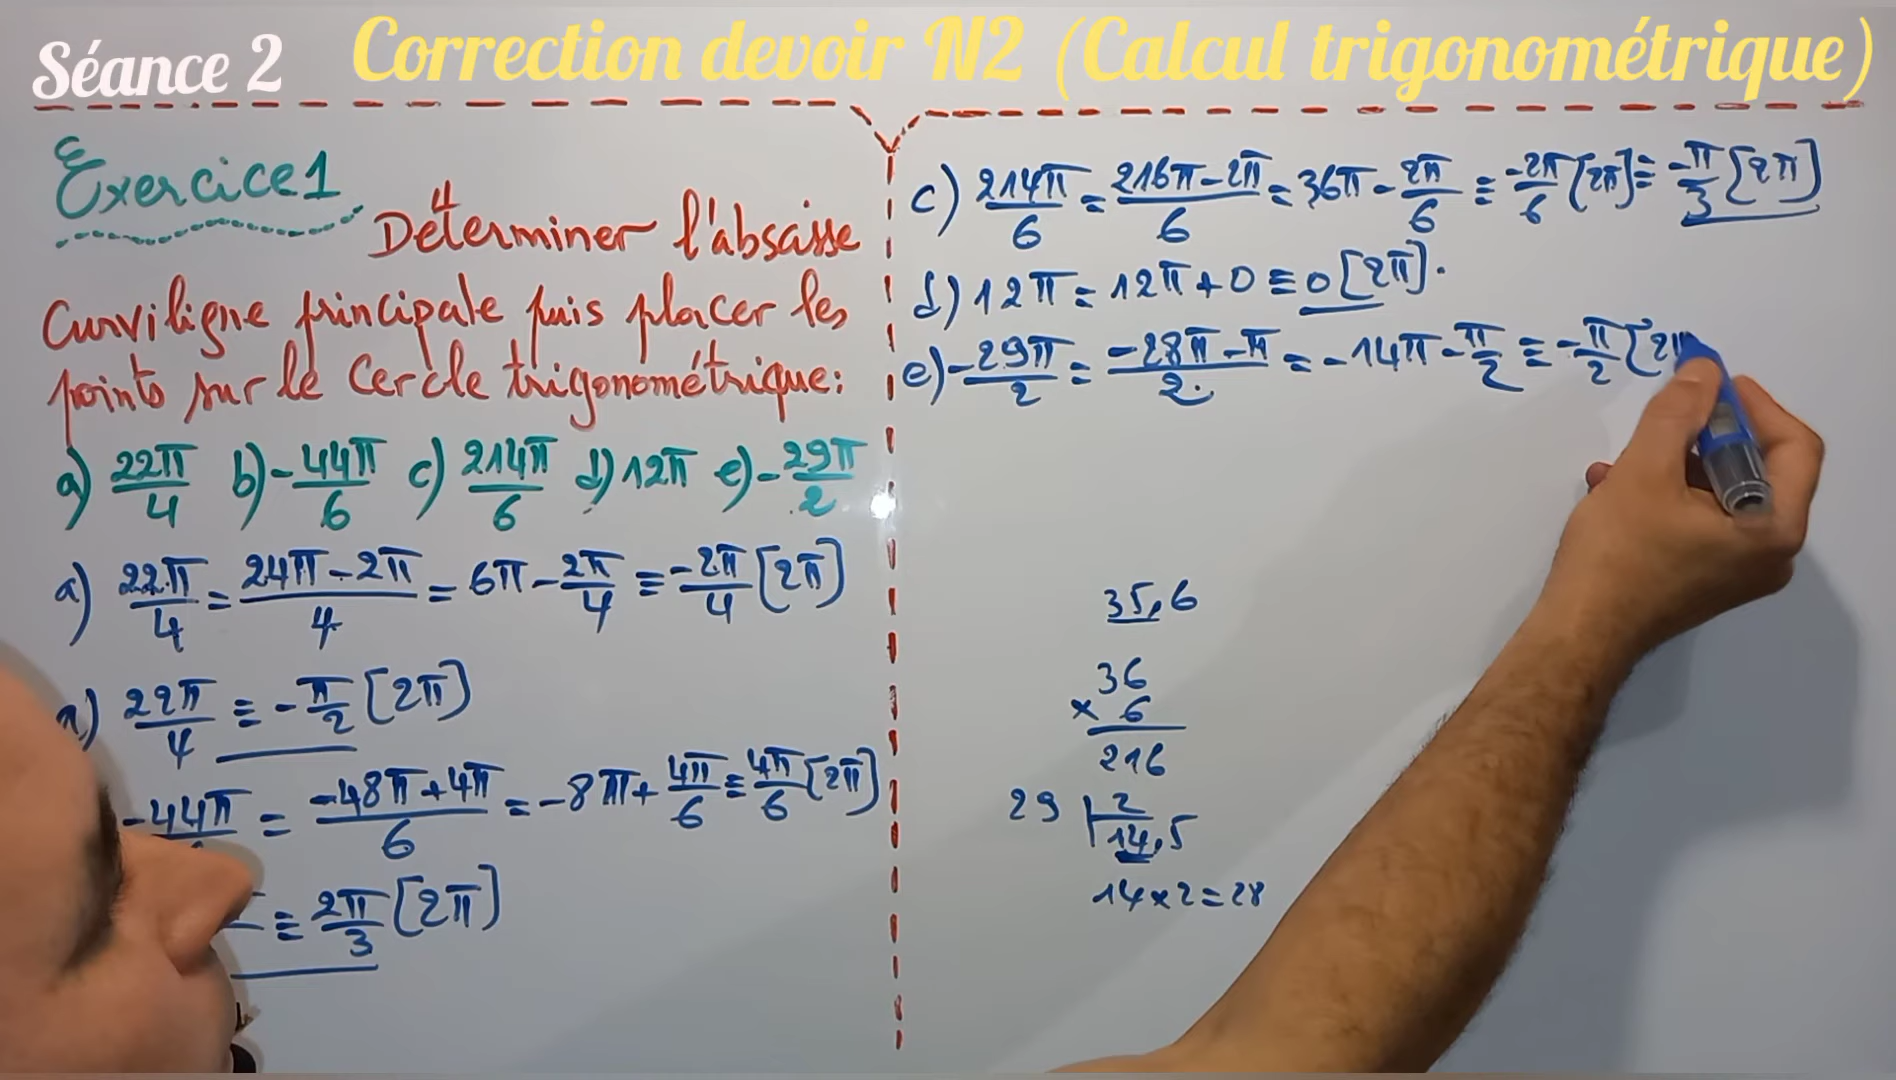 Séance 2 Correction devoir N2 (Calcul trigonométrique)
Exercice 1
Déterminer l'absaisse
Curviligne principale puis placer les
points sur le Cercle trigonométrique:
a) 22π/4 b) -44π/6 c) 214π/6 d) 12π e) -29π/2
a) 22π/4 = (24π-2π)/4 = 6π - 2π/4 ≡ -2π/4 [2π]
a) 22π/4 ≡ -π/2 [2π]
-44π = (-48π+4π)/6 = -8π + 4π/6 ≡ 4π/6 [2π]
≡ 2π/3 [2π]
c) 214π/6 = (216π-2π)/6 = 36π - 2π/6 ≡ -2π/6 [2π] ≡ -π/3 [2π]
d) 12π = 12π+0 ≡ 0 [2π].
e) -29π/2 = (-28π-π)/2 = -14π - π/2 ≡ -π/2 [2π
35,6
36
× 6
216
29 2
14,5
14×2=28